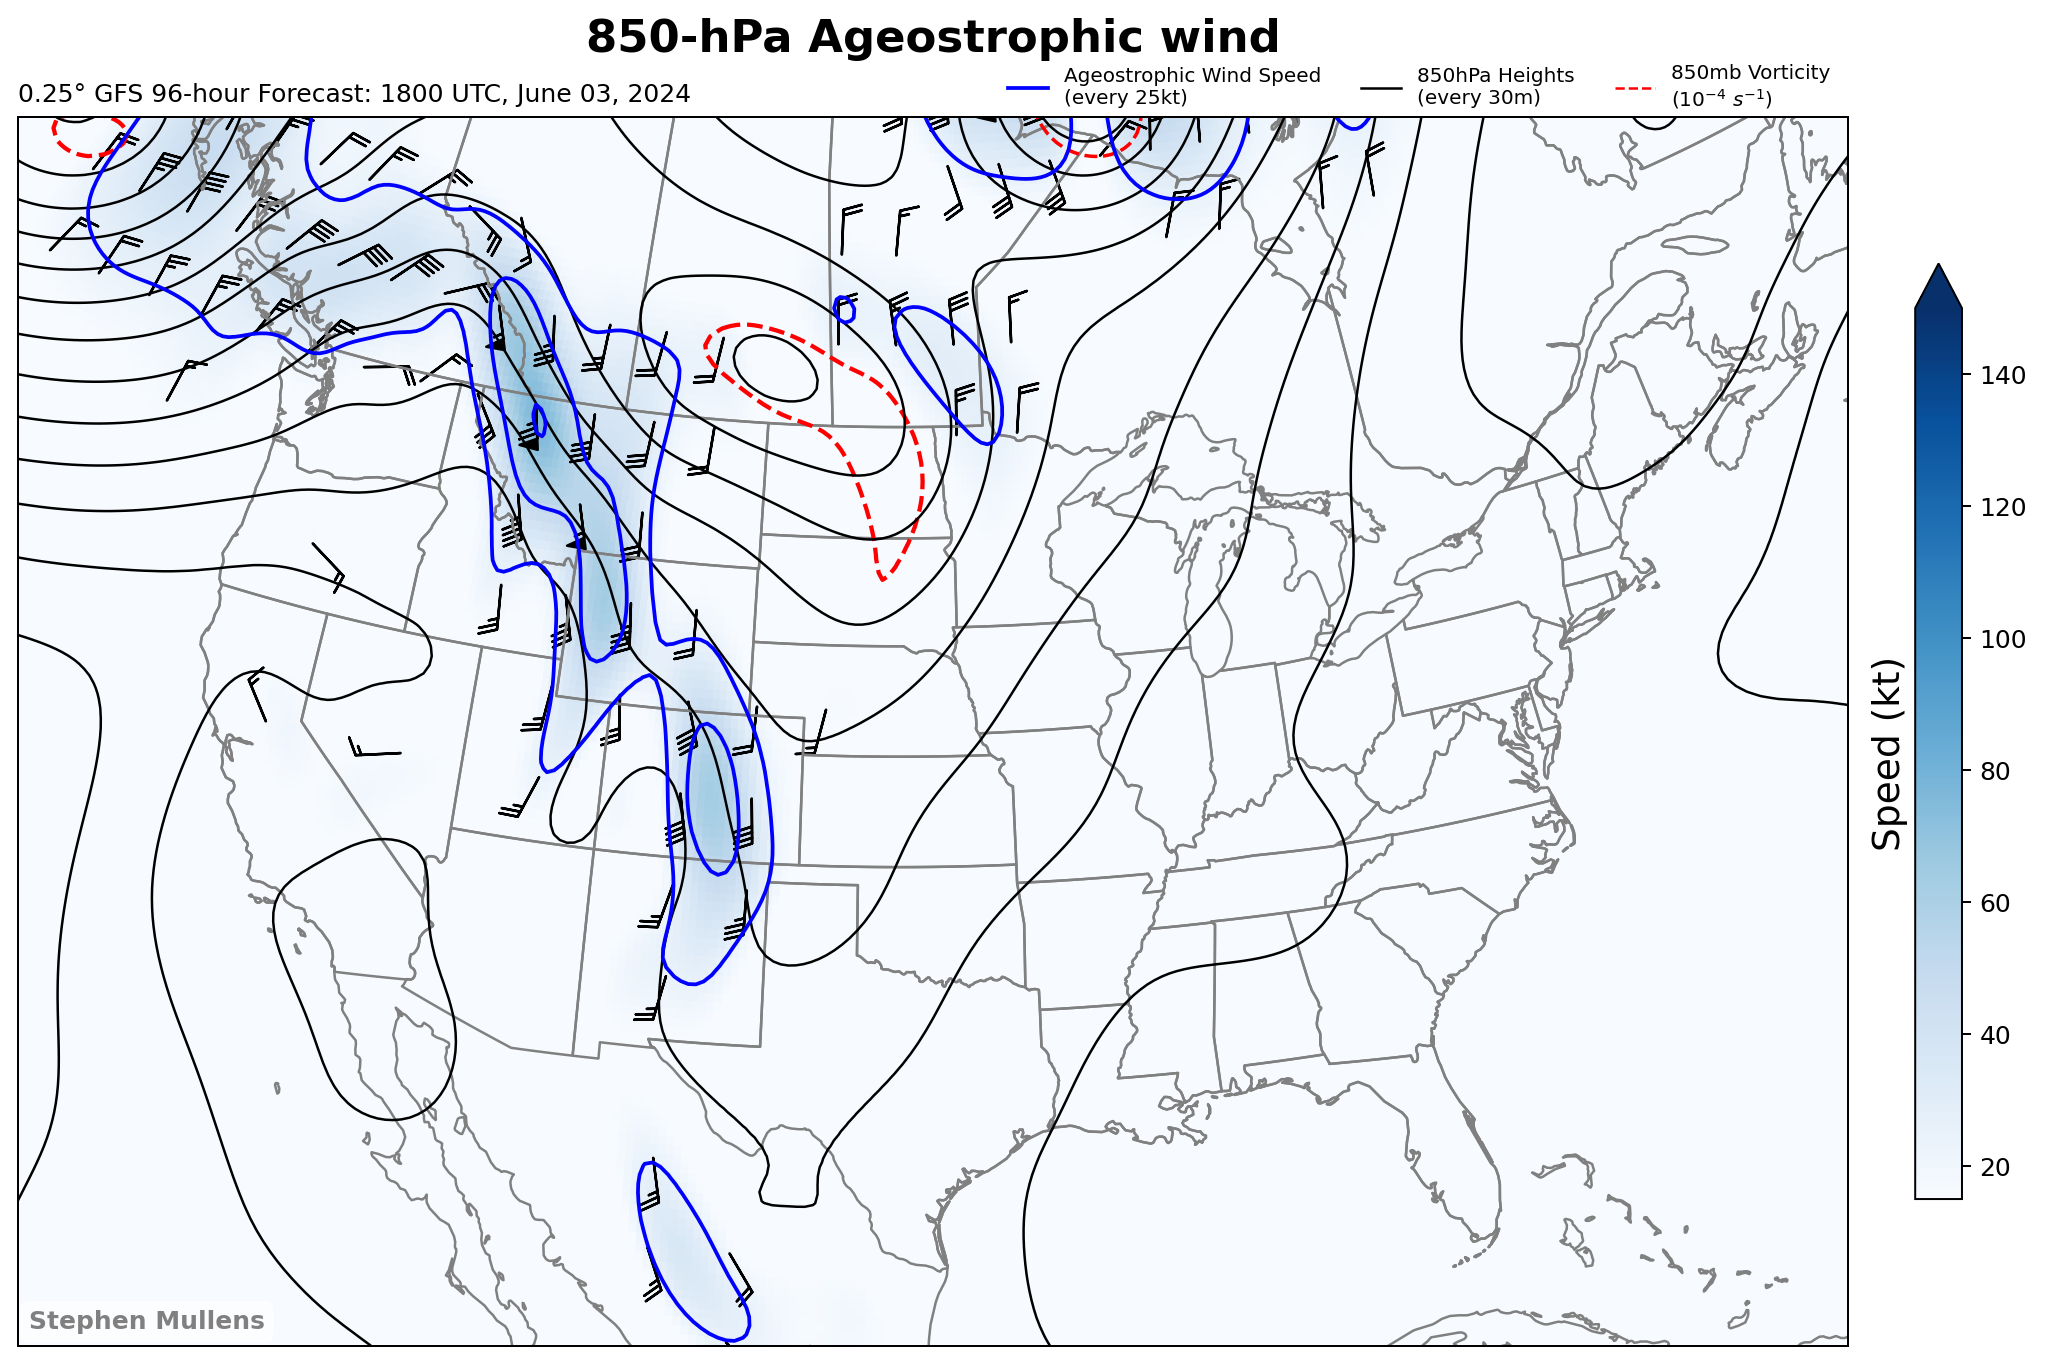 850-hPa Ageostrophic wind
0.25° GFS 96-hour Forecast: 1800 UTC, June 03, 2024
Ageostrophic Wind Speed
(every 25kt)
850hPa Heights
(every 30m)
850mb Vorticity
(10⁻⁴ s⁻¹)
140
120
100
80
60
40
20
Speed (kt)
Stephen Mullens